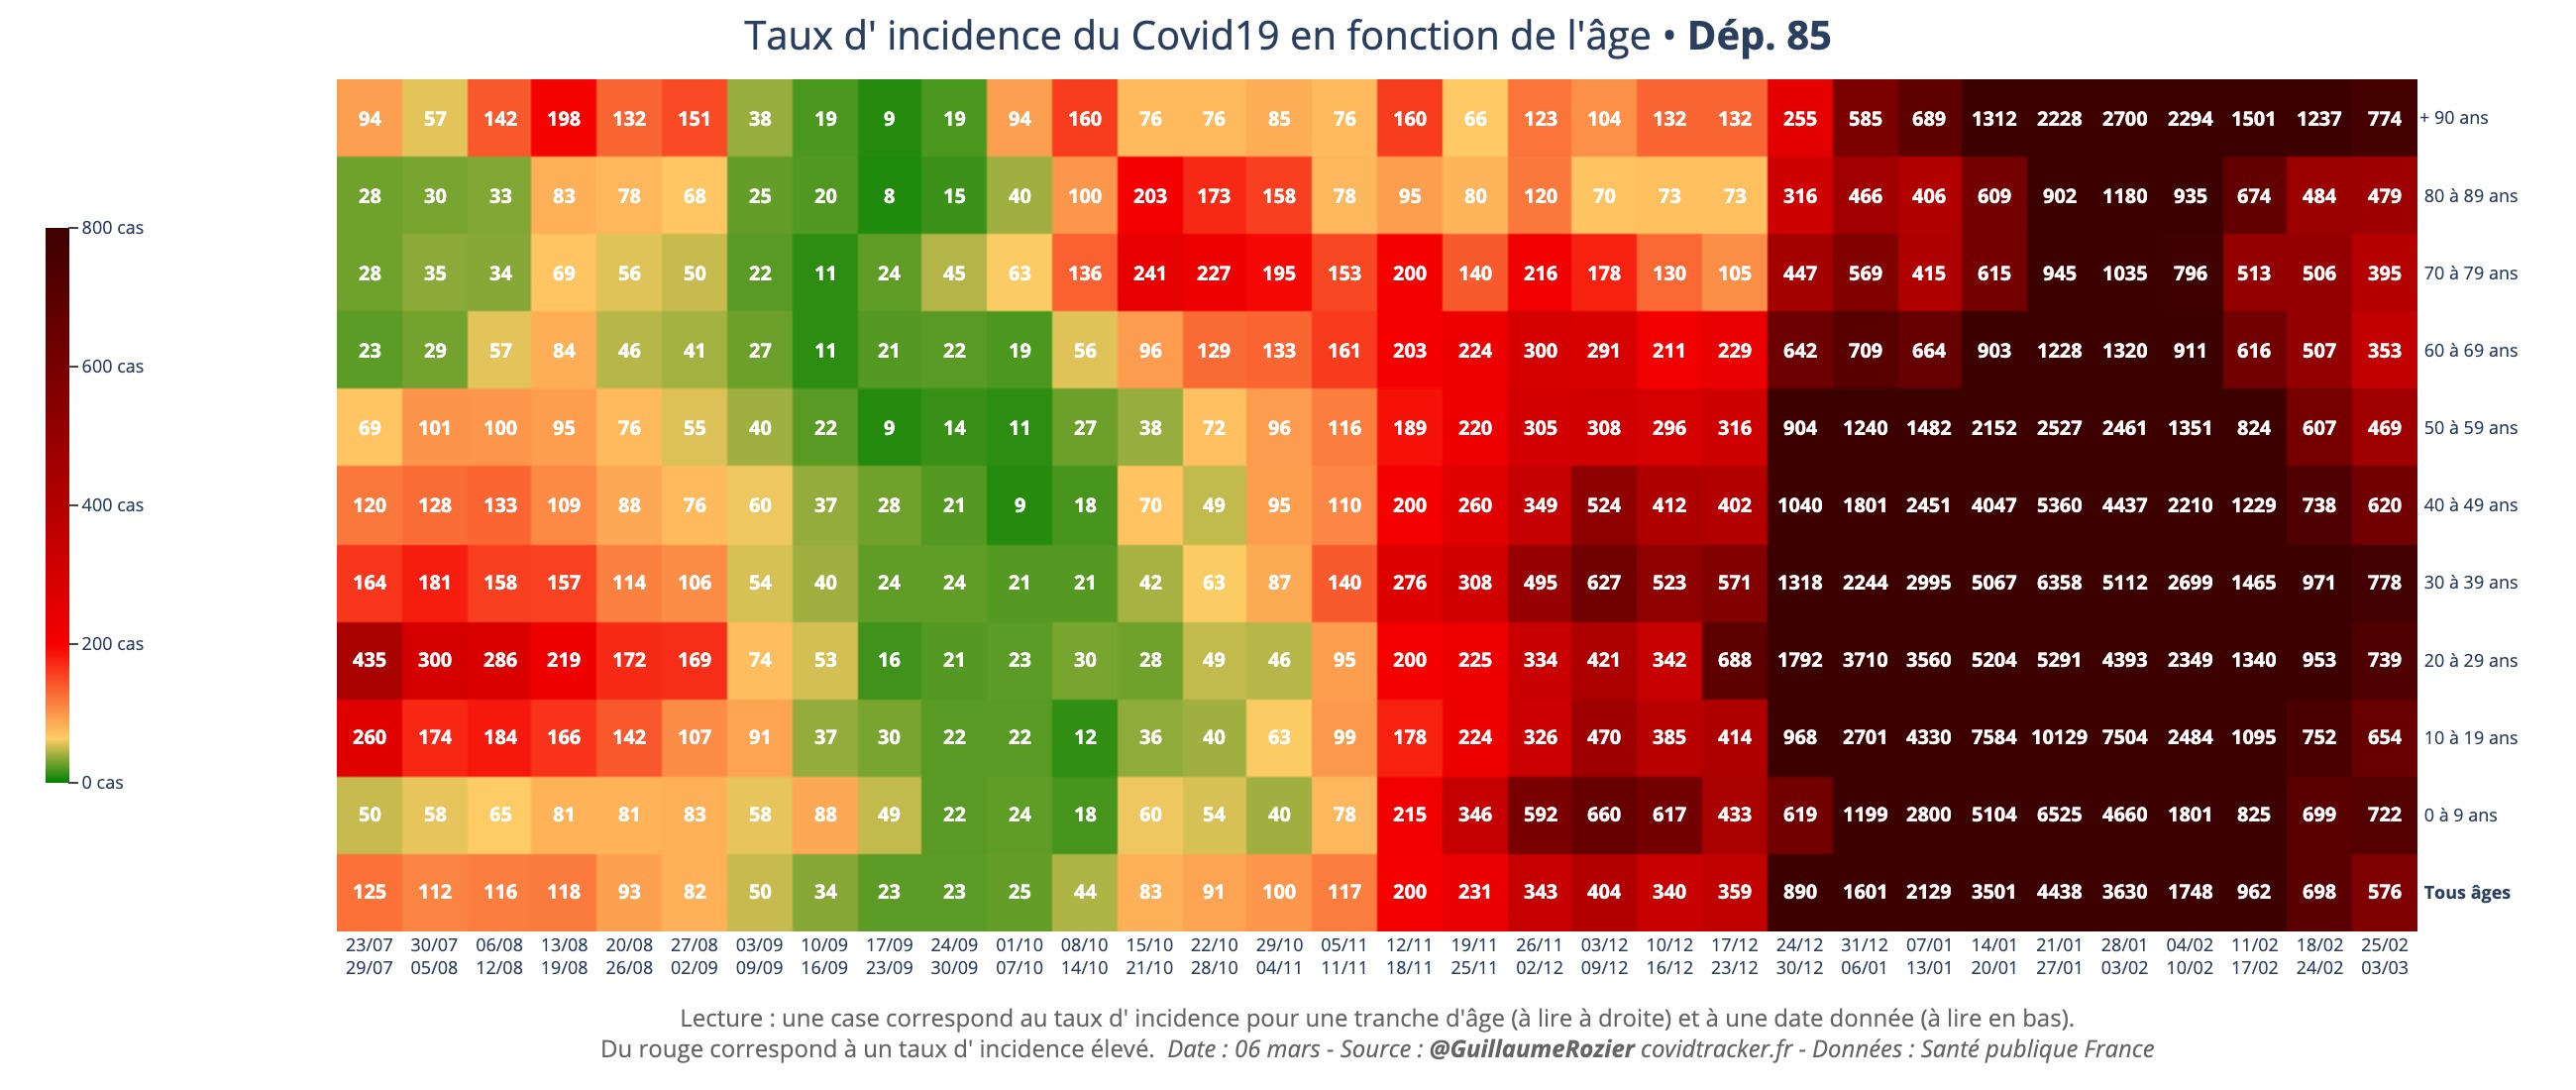 Taux d' incidence du Covid19 en fonction de l'âge • Dép. 85
94 57 142 198 132 151 38 19 9 19 94 160 76 76 85 76 160 66 123 104 132 132 255 585 689 1312 2228 2700 2294 1501 1237 774 + 90 ans
28 30 33 83 78 68 25 20 8 15 40 100 203 173 158 78 95 80 120 70 73 73 316 466 406 609 902 1180 935 674 484 479 80 à 89 ans
800 cas
28 35 34 69 56 50 22 11 24 45 63 136 241 227 195 153 200 140 216 178 130 105 447 569 415 615 945 1035 796 513 506 395 70 à 79 ans
23 29 57 84 46 41 27 11 21 22 19 56 96 129 133 161 203 224 300 291 211 229 642 709 664 903 1228 1320 911 616 507 353 60 à 69 ans
600 cas
69 101 100 95 76 55 40 22 9 14 11 27 38 72 96 116 189 220 305 308 296 316 904 1240 1482 2152 2527 2461 1351 824 607 469 50 à 59 ans
400 cas
120 128 133 109 88 76 60 37 28 21 9 18 70 49 95 110 200 260 349 524 412 402 1040 1801 2451 4047 5360 4437 2210 1229 738 620 40 à 49 ans
164 181 158 157 114 106 54 40 24 24 21 21 42 63 87 140 276 308 495 627 523 571 1318 2244 2995 5067 6358 5112 2699 1465 971 778 30 à 39 ans
200 cas
435 300 286 219 172 169 74 53 16 21 23 30 28 49 46 95 200 225 334 421 342 688 1792 3710 3560 5204 5291 4393 2349 1340 953 739 20 à 29 ans
260 174 184 166 142 107 91 37 30 22 22 12 36 40 63 99 178 224 326 470 385 414 968 2701 4330 7584 10129 7504 2484 1095 752 654 10 à 19 ans
0 cas
50 58 65 81 81 83 58 88 49 22 24 18 60 54 40 78 215 346 592 660 617 433 619 1199 2800 5104 6525 4660 1801 825 699 722 0 à 9 ans
125 112 116 118 93 82 50 34 23 23 25 44 83 91 100 117 200 231 343 404 340 359 890 1601 2129 3501 4438 3630 1748 962 698 576 Tous âges
23/07 30/07 06/08 13/08 20/08 27/08 03/09 10/09 17/09 24/09 01/10 08/10 15/10 22/10 29/10 05/11 12/11 19/11 26/11 03/12 10/12 17/12 24/12 31/12 07/01 14/01 21/01 28/01 04/02 11/02 18/02 25/02
29/07 05/08 12/08 19/08 26/08 02/09 09/09 16/09 23/09 30/09 07/10 14/10 21/10 28/10 04/11 11/11 18/11 25/11 02/12 09/12 16/12 23/12 30/12 06/01 13/01 20/01 27/01 03/02 10/02 17/02 24/02 03/03
Lecture : une case correspond au taux d' incidence pour une tranche d'âge (à lire à droite) et à une date donnée (à lire en bas).
Du rouge correspond à un taux d' incidence élevé. Date : 06 mars - Source : @GuillaumeRozier covidtracker.fr - Données : Santé publique France